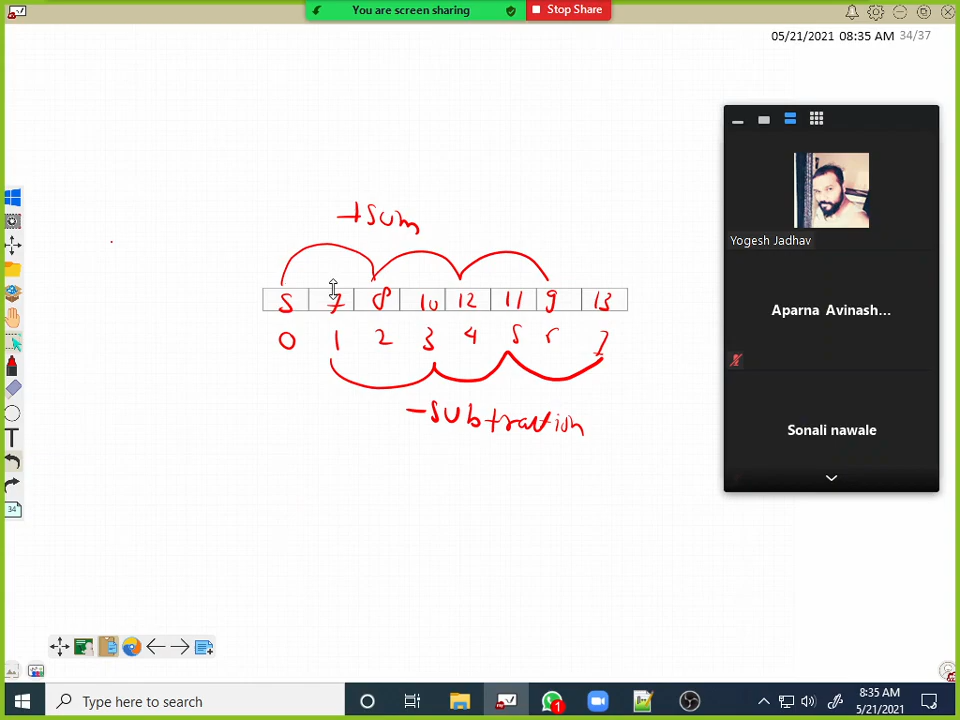 You are screen sharing
Stop Share
05/21/2021 08:35 AM 34/37
Yogesh Jadhav
Aparna Avinash...
Sonali nawale
+sum
5 7 8 10 12 11 9 13
0 1 2 3 4 5 6 7
-subtraction
T
34
Type here to search
1
8:35 AM
5/21/2021